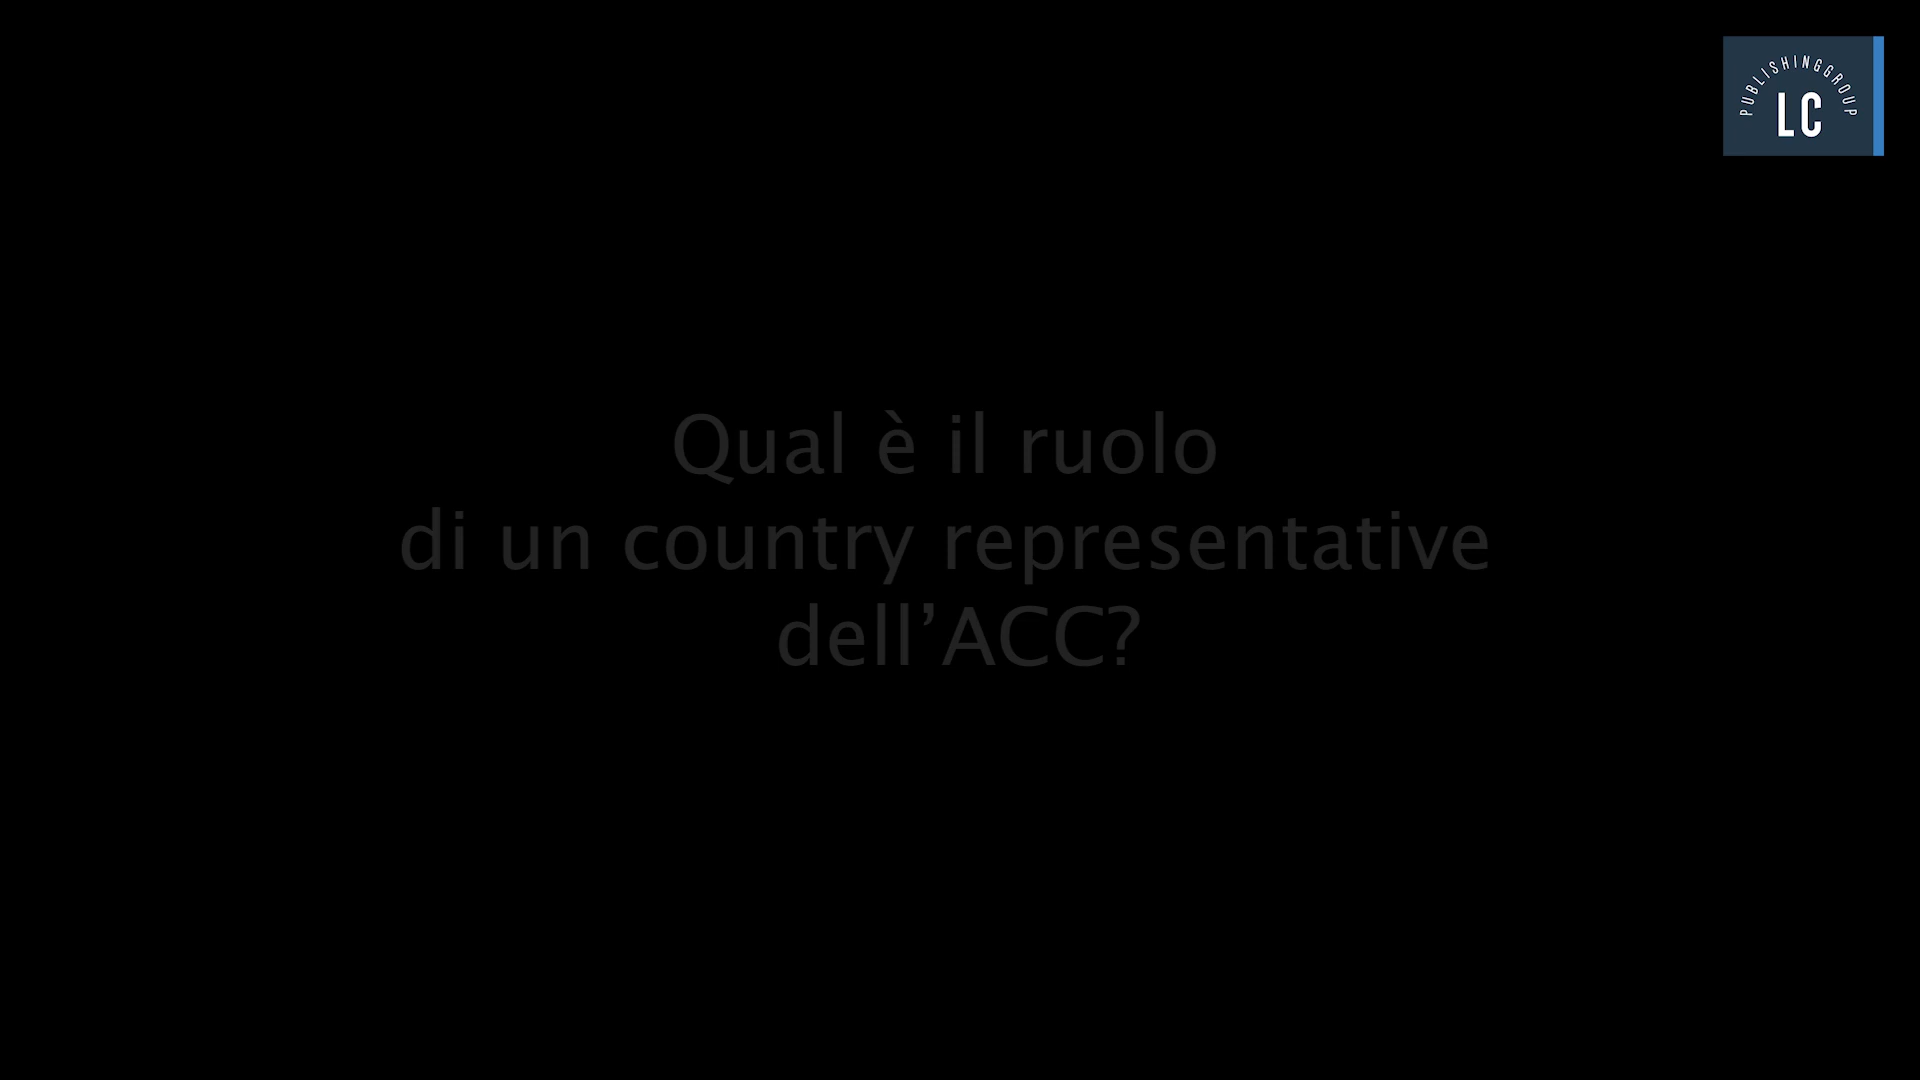 PUBLISHINGGROUP
LC
Qual è il ruolo
di un country representative
dell’ACC?